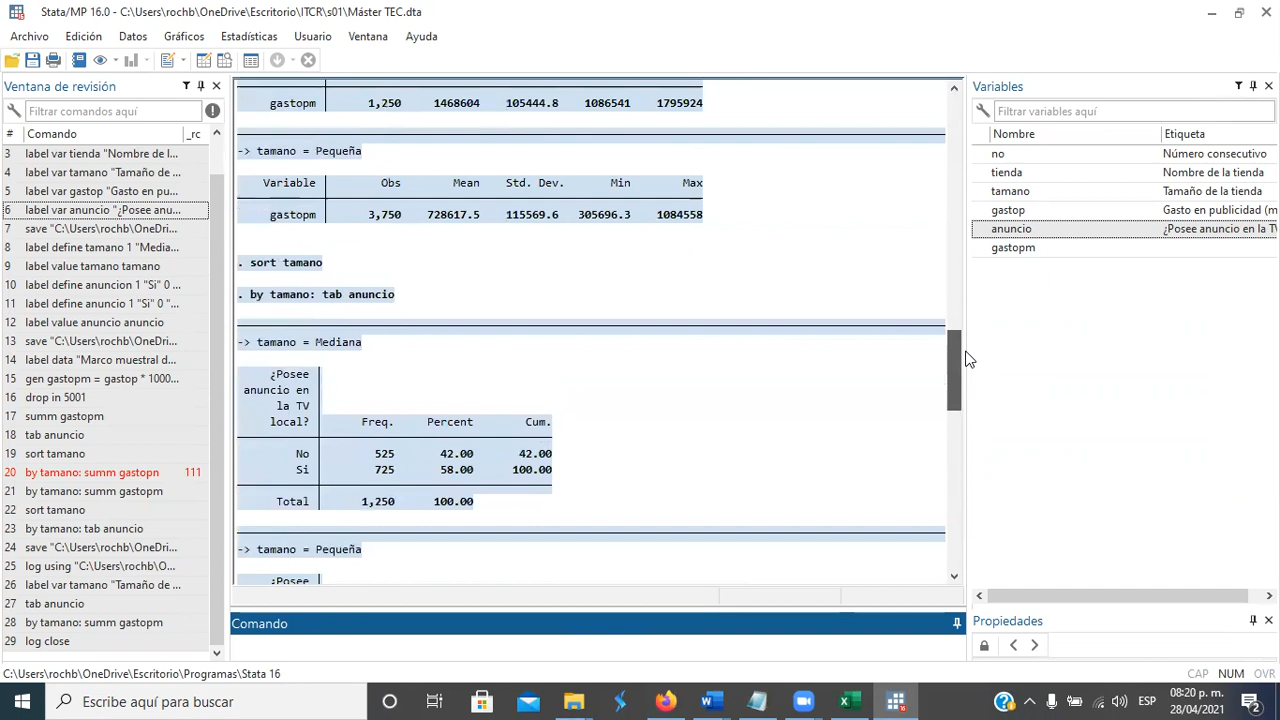 Stata/MP 16.0 - C:\Users\rochb\OneDrive\Escritorio\ITCR\s01\Máster TEC.dta
Archivo Edición Datos Gráficos Estadísticas Usuario Ventana Ayuda
Ventana de revisión
Filtrar comandos aquí
# Comando _rc
3 label var tienda "Nombre de l...
4 label var tamano "Tamaño de ...
5 label var gastop "Gasto en pu...
6 label var anuncio "¿Posee anu...
7 save "C:\Users\rochb\OneDri...
8 label define tamano 1 "Media...
9 label value tamano tamano
10 label define anuncion 1 "Si" 0 ...
11 label define anuncio 1 "Si" 0 "...
12 label value anuncio anuncio
13 save "C:\Users\rochb\OneDri...
14 label data "Marco muestral d...
15 gen gastopm = gastop * 1000...
16 drop in 5001
17 summ gastopm
18 tab anuncio
19 sort tamano
20 by tamano: summ gastopn 111
21 by tamano: summ gastopm
22 sort tamano
23 by tamano: tab anuncio
24 save "C:\Users\rochb\OneDri...
25 log using "C:\Users\rochb\O...
26 label var tamano "Tamaño de ...
27 tab anuncio
28 by tamano: summ gastopm
29 log close
gastopm 1,250 1468604 105444.8 1086541 1795924
-> tamano = Pequeña
Variable Obs Mean Std. Dev. Min Max
gastopm 3,750 728617.5 115569.6 305696.3 1084558
. sort tamano
. by tamano: tab anuncio
-> tamano = Mediana
¿Posee
anuncio en
la TV
local? Freq. Percent Cum.
No 525 42.00 42.00
Si 725 58.00 100.00
Total 1,250 100.00
-> tamano = Pequeña
¿Posee
Comando
Variables
Filtrar variables aquí
Nombre Etiqueta
no Número consecutivo
tienda Nombre de la tienda
tamano Tamaño de la tienda
gastop Gasto en publicidad (m
anuncio ¿Posee anuncio en la TV
gastopm
Propiedades
C:\Users\rochb\OneDrive\Escritorio\Programas\Stata 16
CAP NUM OVR
Escribe aquí para buscar
ESP
08:20 p. m.
28/04/2021
2